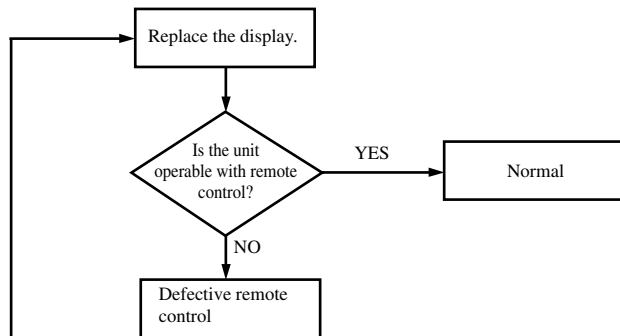 Replace the display.
Is the unit
operable with remote
control?
YES
Normal
NO
Defective remote
control